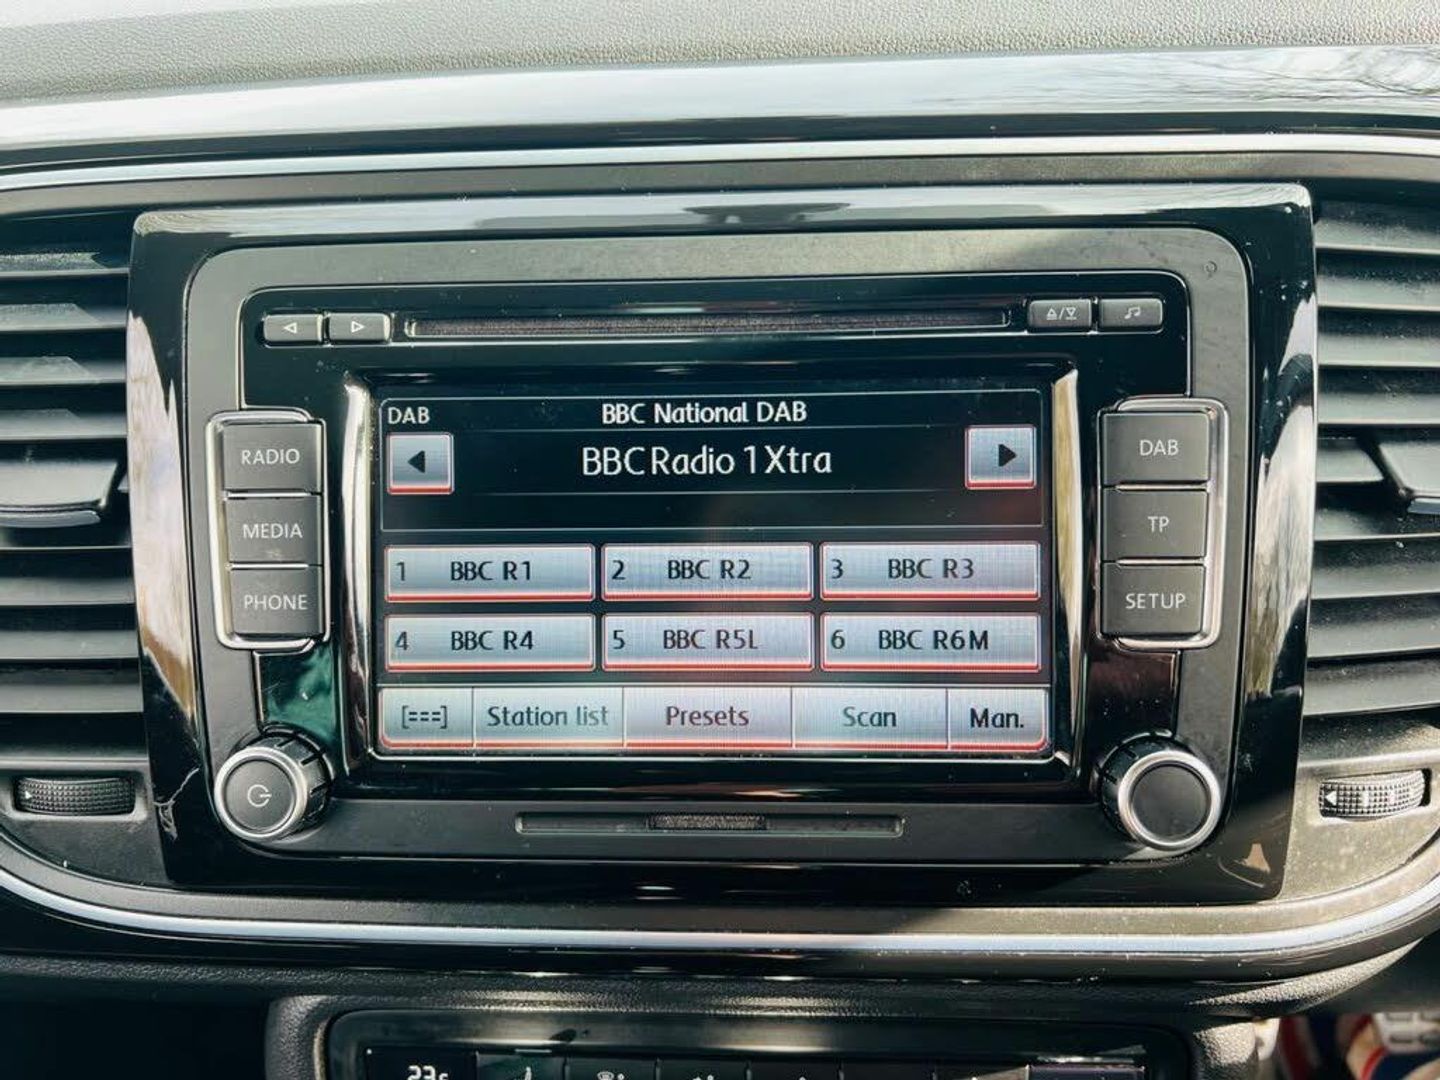 DAB
BBC National DAB
BBC Radio 1Xtra
RADIO
MEDIA
PHONE
DAB
TP
SETUP
1 BBC R1
2 BBC R2
3 BBC R3
4 BBC R4
5 BBC R5L
6 BBC R6M
Station list
Presets
Scan
Man.